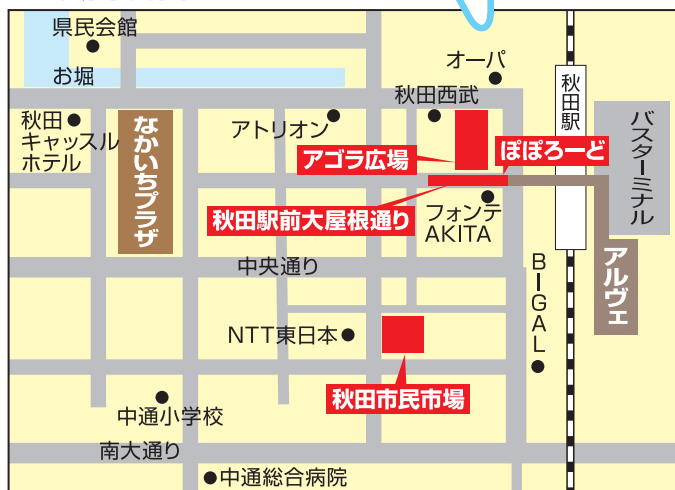 県民会館
お堀
オーパ
秋田駅
秋田西武
秋田
キャッスル
ホテル
なかいちプラザ
アトリオン
アゴラ広場
ぽぽろーど
バスターミナル
秋田駅前大屋根通り
フォンテ
AKITA
アルヴェ
中央通り
BIGAL
NTT東日本
秋田市民市場
中通小学校
南大通り
中通総合病院